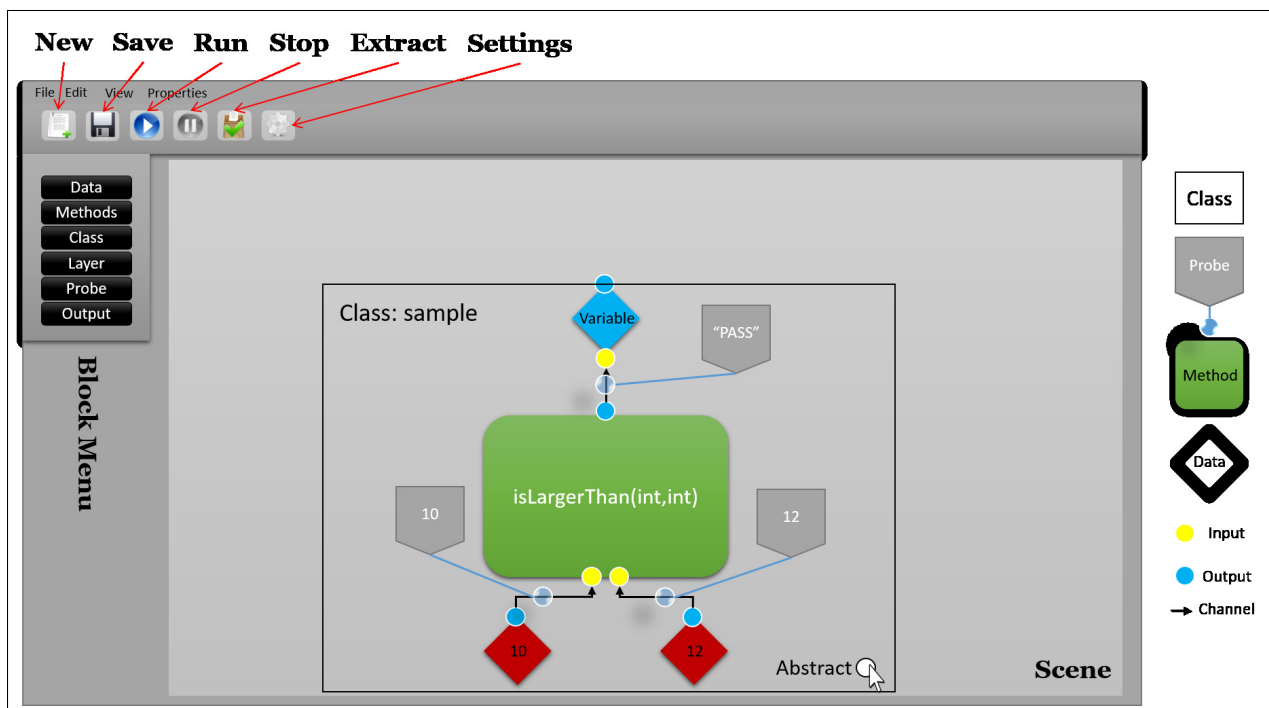 New Save Run Stop Extract Settings
File Edit View Properties
Data
Methods
Class
Layer
Probe
Output
Block Menu
Class: sample
Variable
"PASS"
isLargerThan(int,int)
10
12
10
12
Abstract
Scene
Class
Probe
Method
Data
Input
Output
Channel